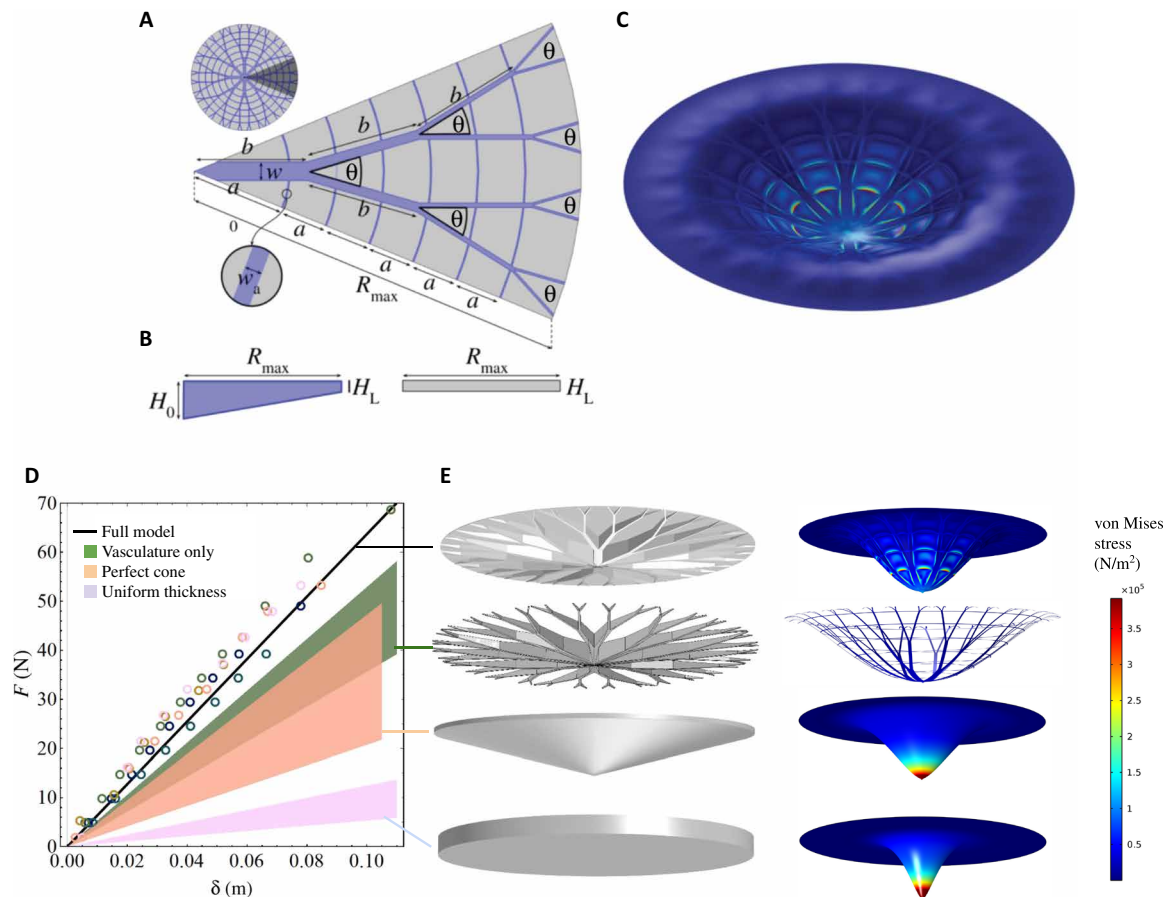 A
C
θ
b
b
b
θ
w
θ
θ
a
b
θ
θ
0
a
a
w_a
a
a
R_max
θ
B
R_max
R_max
H_0
H_L
H_L
D
E
70
60
50
40
30
20
10
0
F (N)
Full model
Vasculature only
Perfect cone
Uniform thickness
0.00
0.02
0.04
0.06
0.08
0.10
δ (m)
von Mises
stress
(N/m²)
×10⁵
3.5
3
2.5
2
1.5
1
0.5